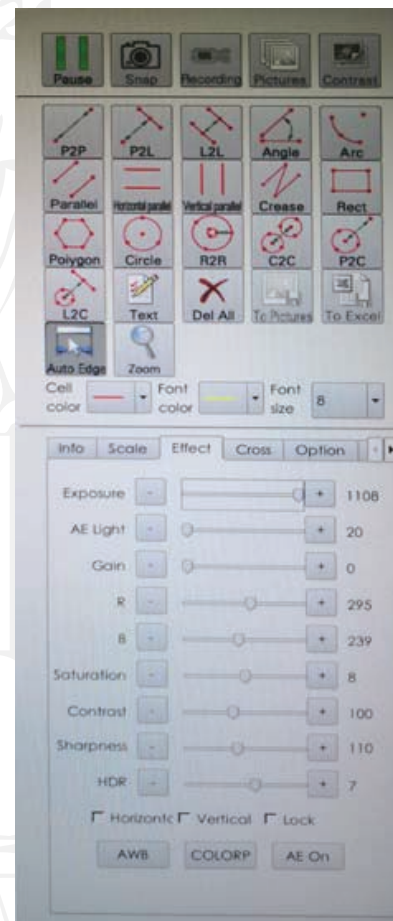 Pause Snap Recording Pictures Contrast
P2P P2L L2L Angle Arc
Parallel Horizontal parallel Vertical parallel Crease Rect
Polygon Circle R2R C2C P2C
L2C Text Del All To Pictures To Excel
Auto Edge Zoom
Cell color Font color Font size 8
Info Scale Effect Cross Option
Exposure - + 1108
AE Light - + 20
Gain - + 0
R - + 295
B - + 239
Saturation - + 8
Contrast - + 100
Sharpness - + 110
HDR - + 7
Horizontc Vertical Lock
AWB COLORP AE On